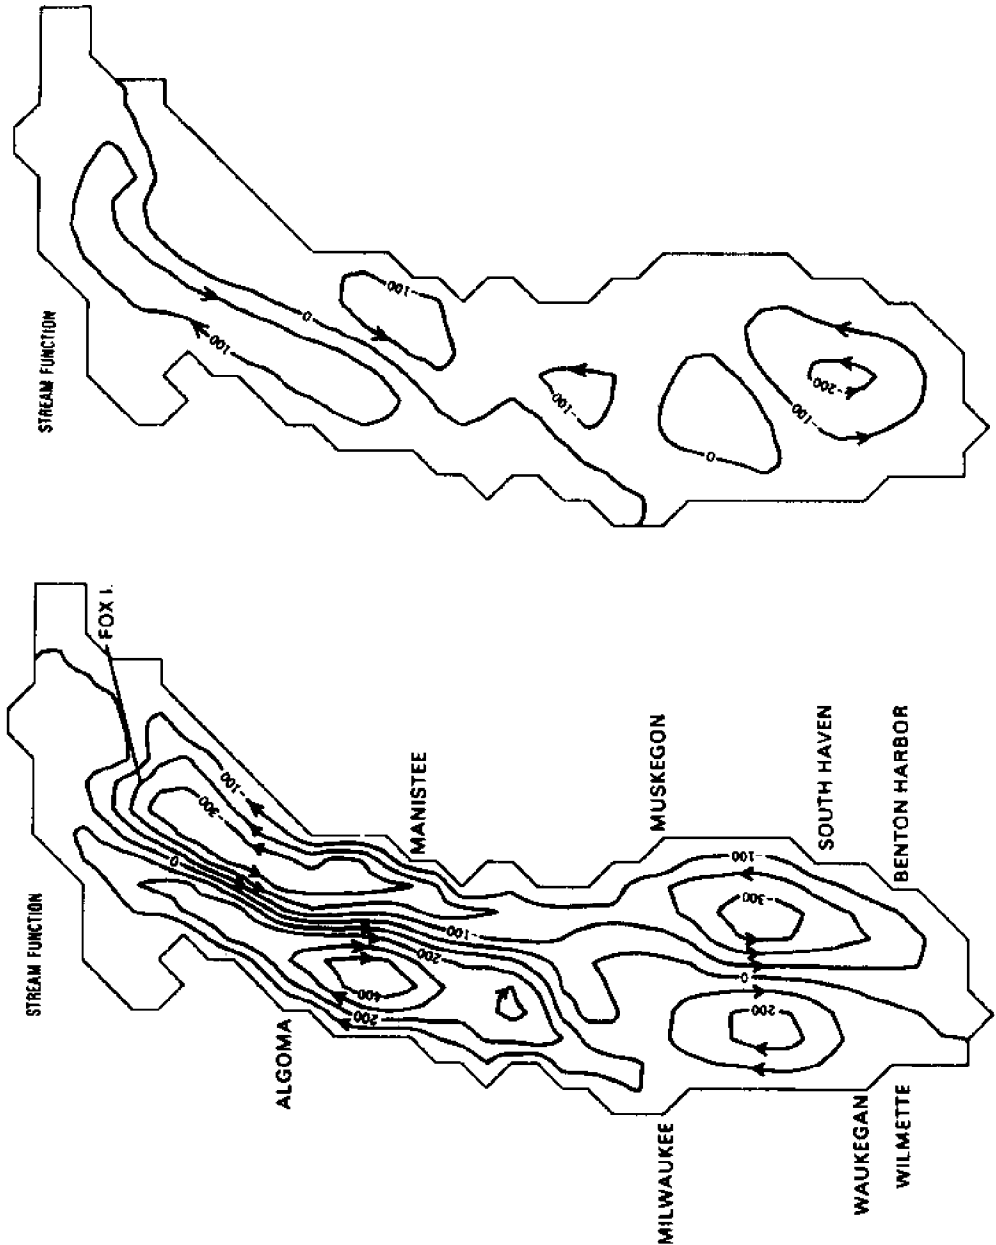 STREAM FUNCTION
100
0
-100
-100
0
-100
-200
STREAM FUNCTION
FOX I.
-100
-300
0
-100
200
400
200
-100
-300
0
200
ALGOMA
MANISTEE
MUSKEGON
SOUTH HAVEN
BENTON HARBOR
MILWAUKEE
WAUKEGAN
WILMETTE